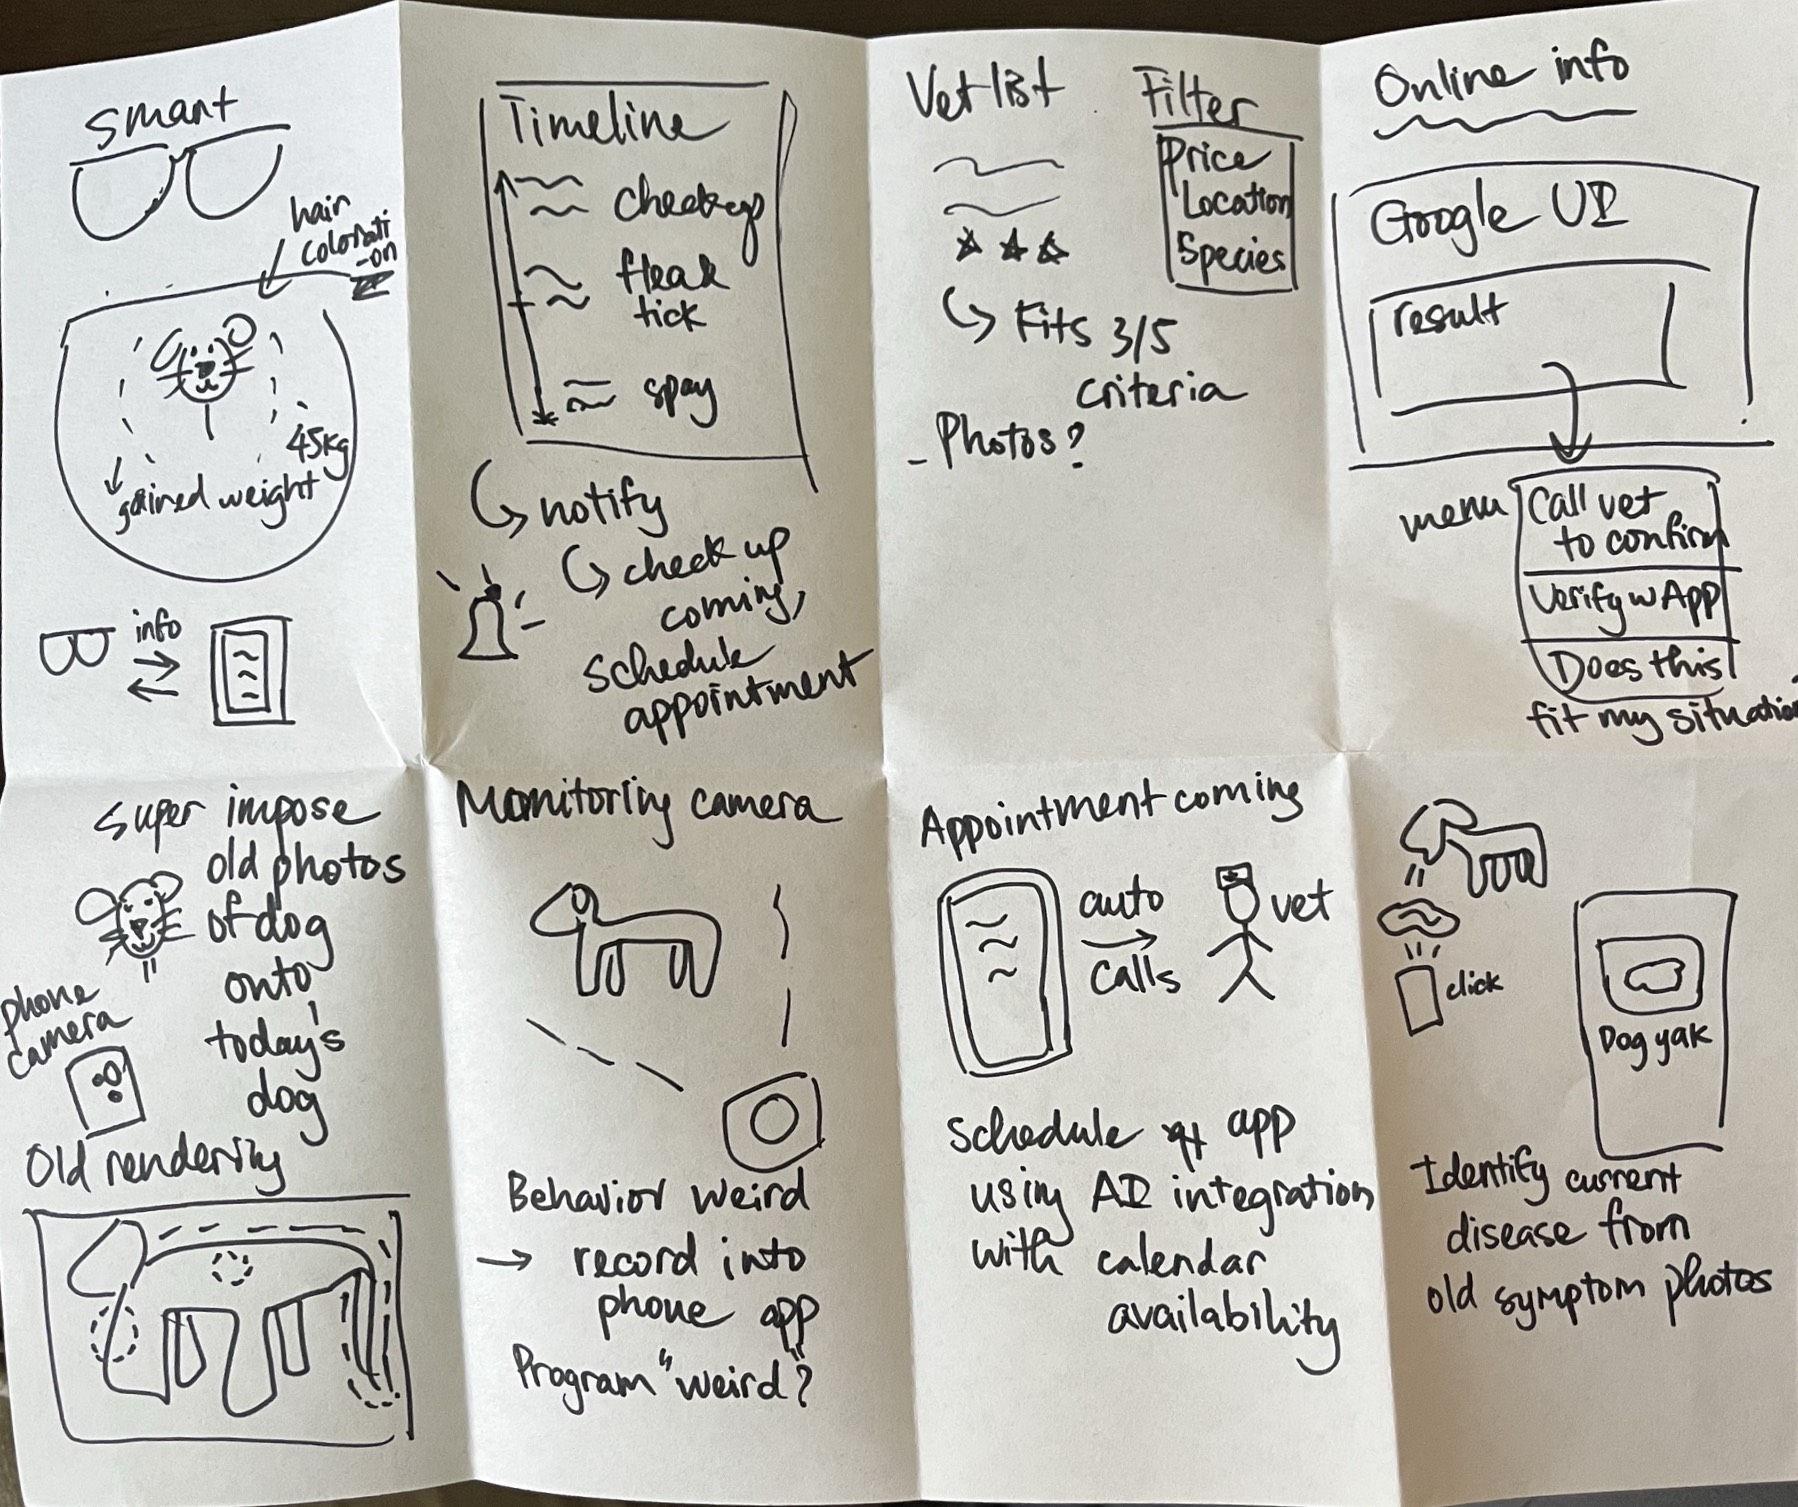 smart
hair
colorati
-on
45kg
gained weight
info
Timeline
checkup
flea &
tick
spay
notify
check up
coming,
schedule
appointment
Vet list
Filter
Price
Location
Species
Fits 3/5
criteria
- Photos?
Online info
Google UI
result
menu
Call vet
to confirm
Verify w App
Does this
fit my situation
Super impose
old photos
of dog
onto
today's
dog
phone
camera
Old rendering
Monitoring camera
Behavior weird
→ record into
phone app
Program "weird"?
Appointment coming
auto
calls
vet
Schedule app
using AI integration
with calendar
availability
click
Dog yak
Identify current
disease from
old symptom photos